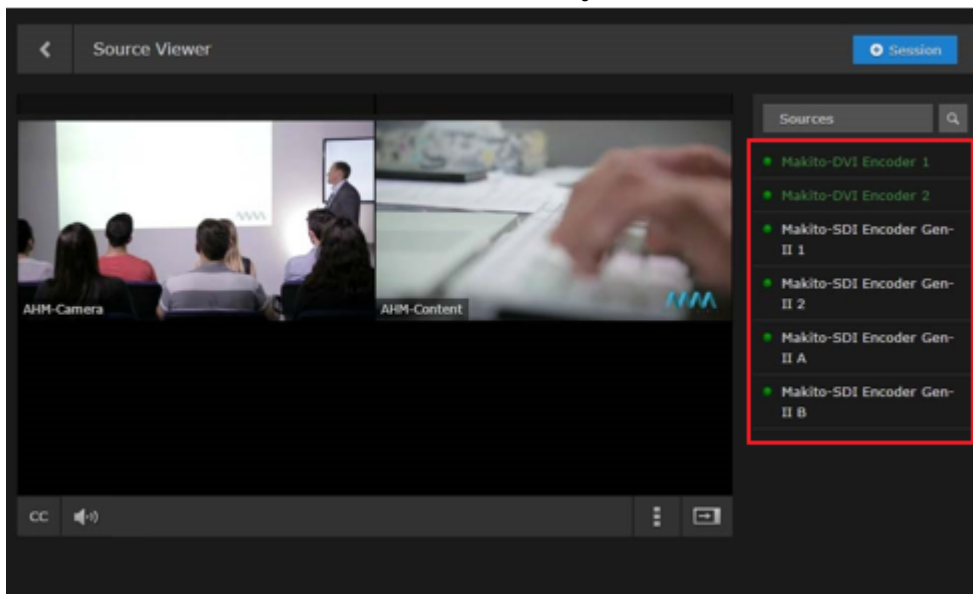 Source Viewer
Session
Sources
Makito-DVI Encoder 1
Makito-DVI Encoder 2
Makito-SDI Encoder Gen-
II 1
Makito-SDI Encoder Gen-
II 2
Makito-SDI Encoder Gen-
II A
Makito-SDI Encoder Gen-
II B
AHM-Camera
AHM-Content
CC